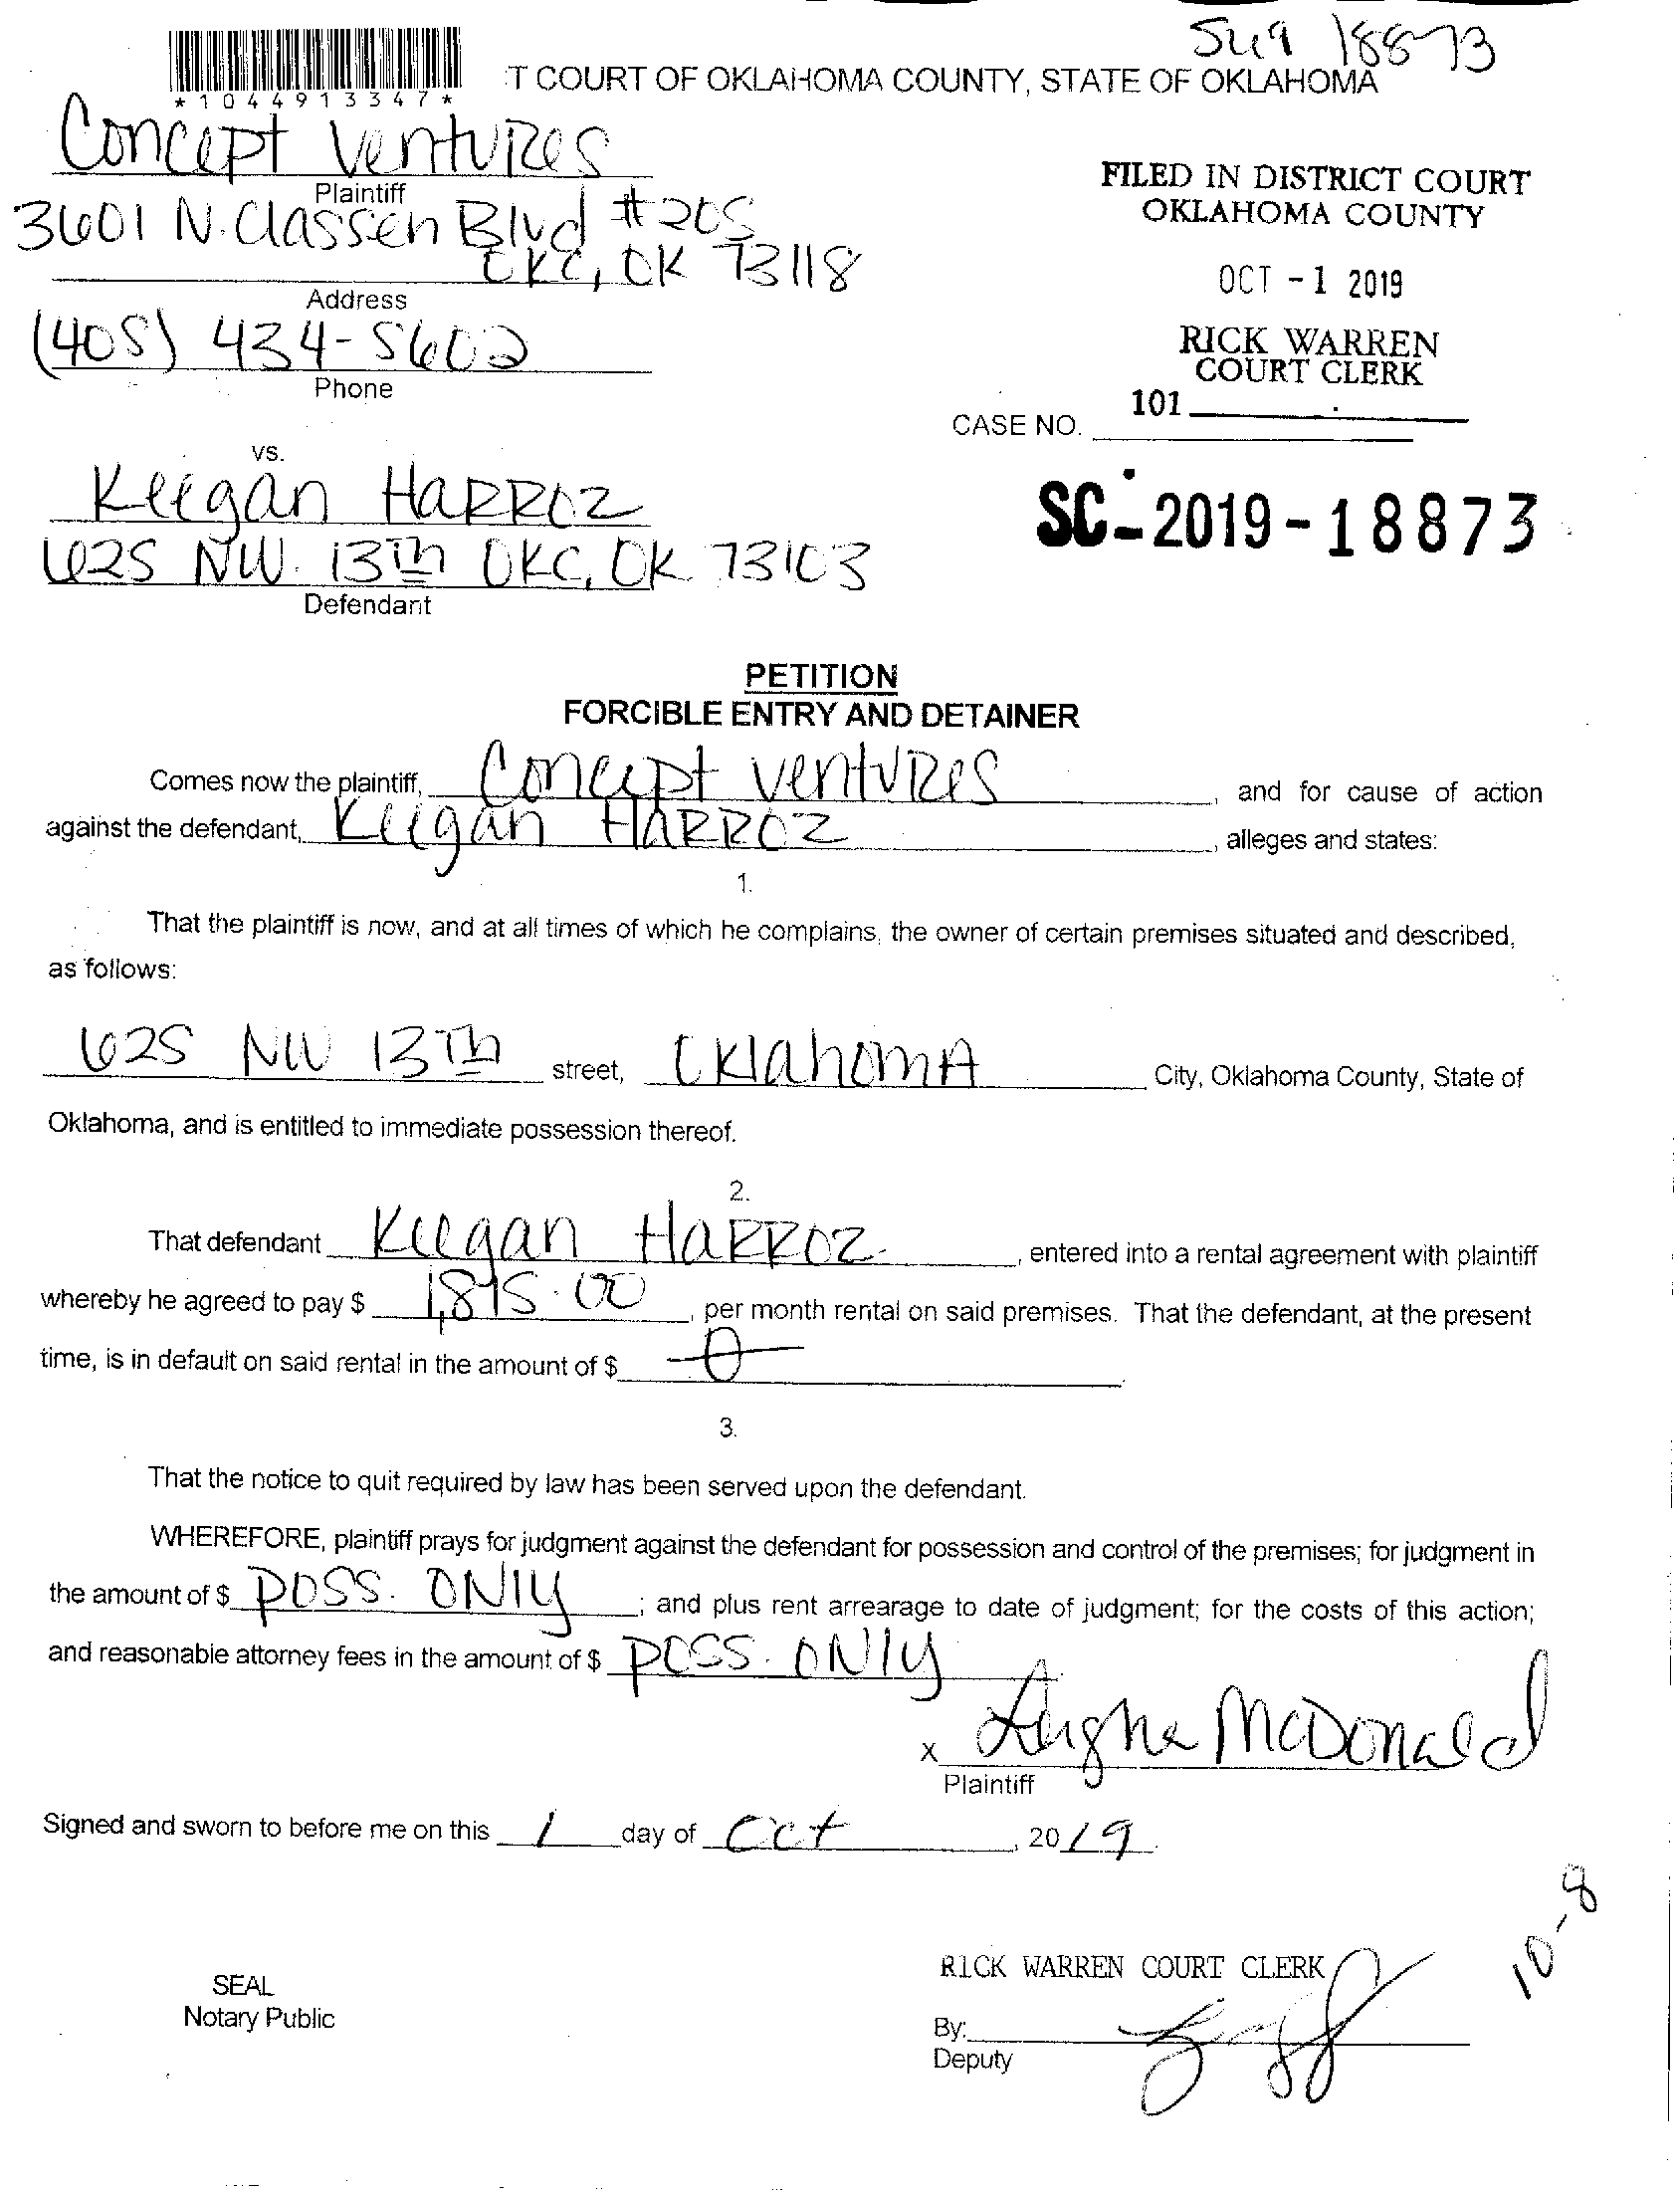 Sug 18873
*1044913347*
T COURT OF OKLAHOMA COUNTY, STATE OF OKLAHOMA
Concept VentuRes
Plaintiff
3601 N. Classen Blvd #205
OKC, OK 73118
Address
(405) 434-5602
Phone
FILED IN DISTRICT COURT
OKLAHOMA COUNTY
OCT -1 2019
RICK WARREN
COURT CLERK
101
CASE NO.
SC-2019-18873
vs.
Keegan HaRROz
625 NW. 13Th OKC, OK 73103
Defendant
PETITION
FORCIBLE ENTRY AND DETAINER
Comes now the plaintiff, Concept VentuRes, and for cause of action
against the defendant, Keegan HARROZ, alleges and states:
1.
That the plaintiff is now, and at all times of which he complains, the owner of certain premises situated and described,
as follows:
625 NW 13Th street, OklahomA City, Oklahoma County, State of
Oklahoma, and is entitled to immediate possession thereof.
2.
That defendant Keegan HaRROZ, entered into a rental agreement with plaintiff
whereby he agreed to pay $ 1,895.00, per month rental on said premises. That the defendant, at the present
time, is in default on said rental in the amount of $ 0.
3.
That the notice to quit required by law has been served upon the defendant.
WHEREFORE, plaintiff prays for judgment against the defendant for possession and control of the premises; for judgment in
the amount of $ POSS. ONly; and plus rent arrearage to date of judgment; for the costs of this action;
and reasonable attorney fees in the amount of $ POSS. ONly
x McDonald
Plaintiff
Signed and sworn to before me on this 1 day of Oct, 2019.
10-8
SEAL
Notary Public
RICK WARREN COURT CLERK
By:
Deputy